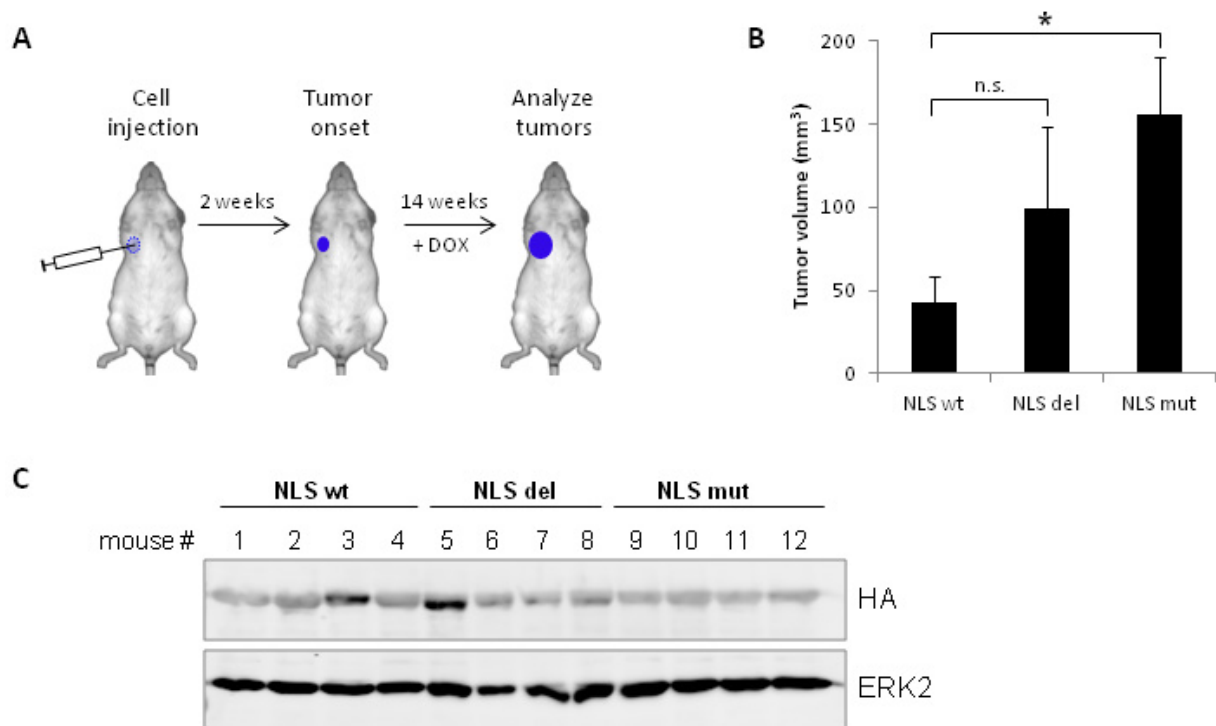 A
Cell
injection
Tumor
onset
Analyze
tumors
2 weeks
14 weeks
+ DOX
B
Tumor volume (mm³)
200
150
100
50
0
*
n.s.
NLS wt
NLS del
NLS mut
C
NLS wt NLS del NLS mut
mouse # 1 2 3 4 5 6 7 8 9 10 11 12
HA
ERK2